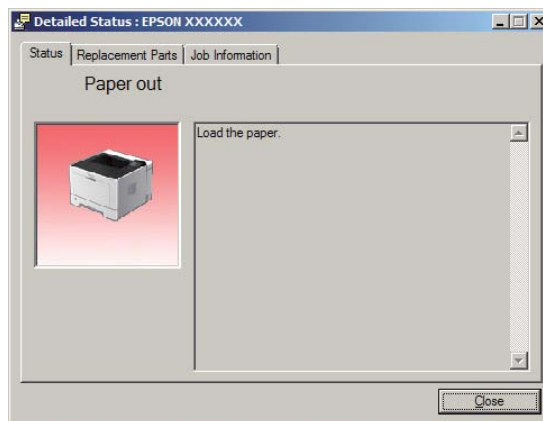 Detailed Status : EPSON XXXXXX
Status Replacement Parts Job Information
Paper out
Load the paper.
Close